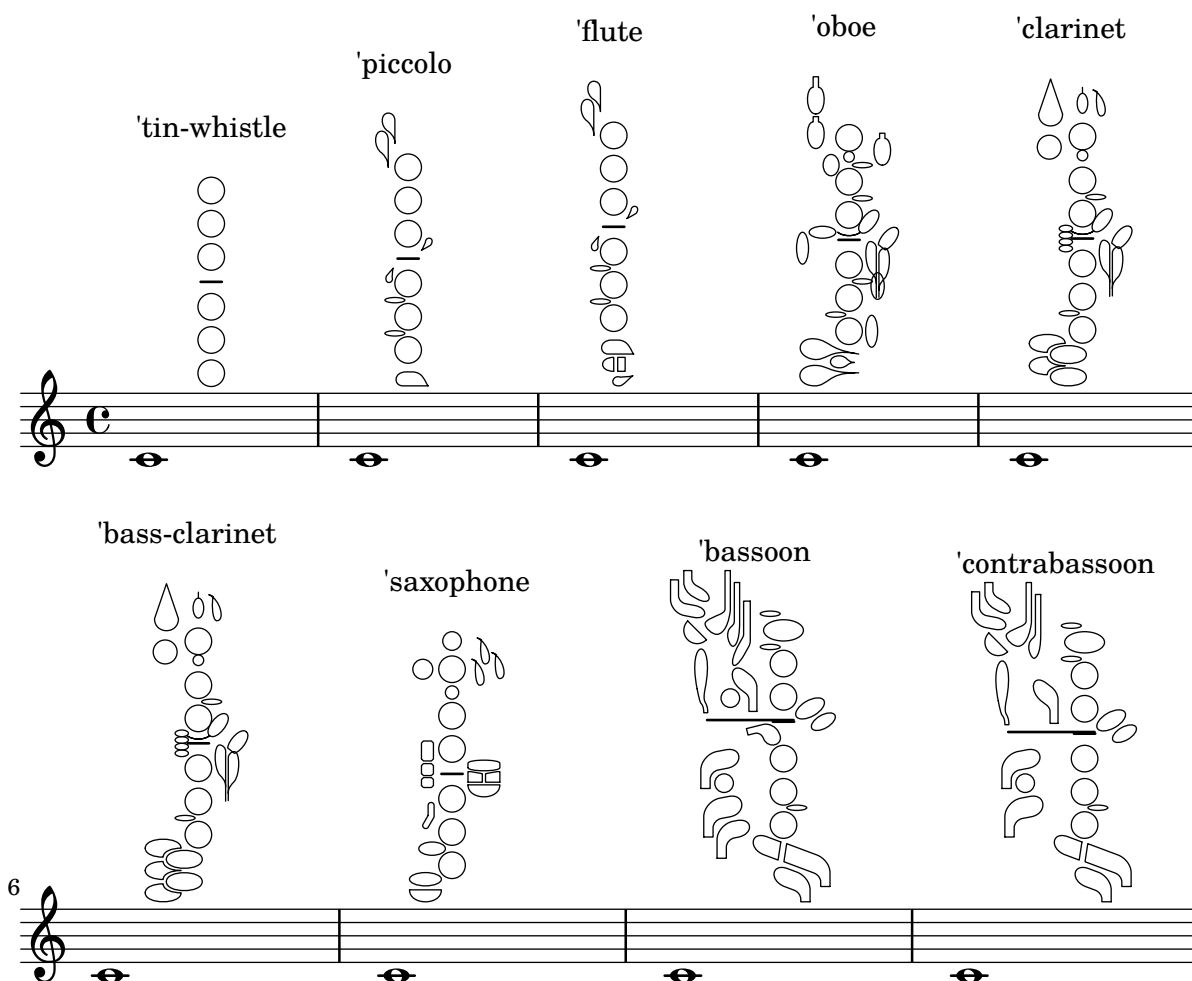 'tin-whistle
'piccolo
'flute
'oboe
'clarinet
'bass-clarinet
'saxophone
'bassoon
'contrabassoon
6